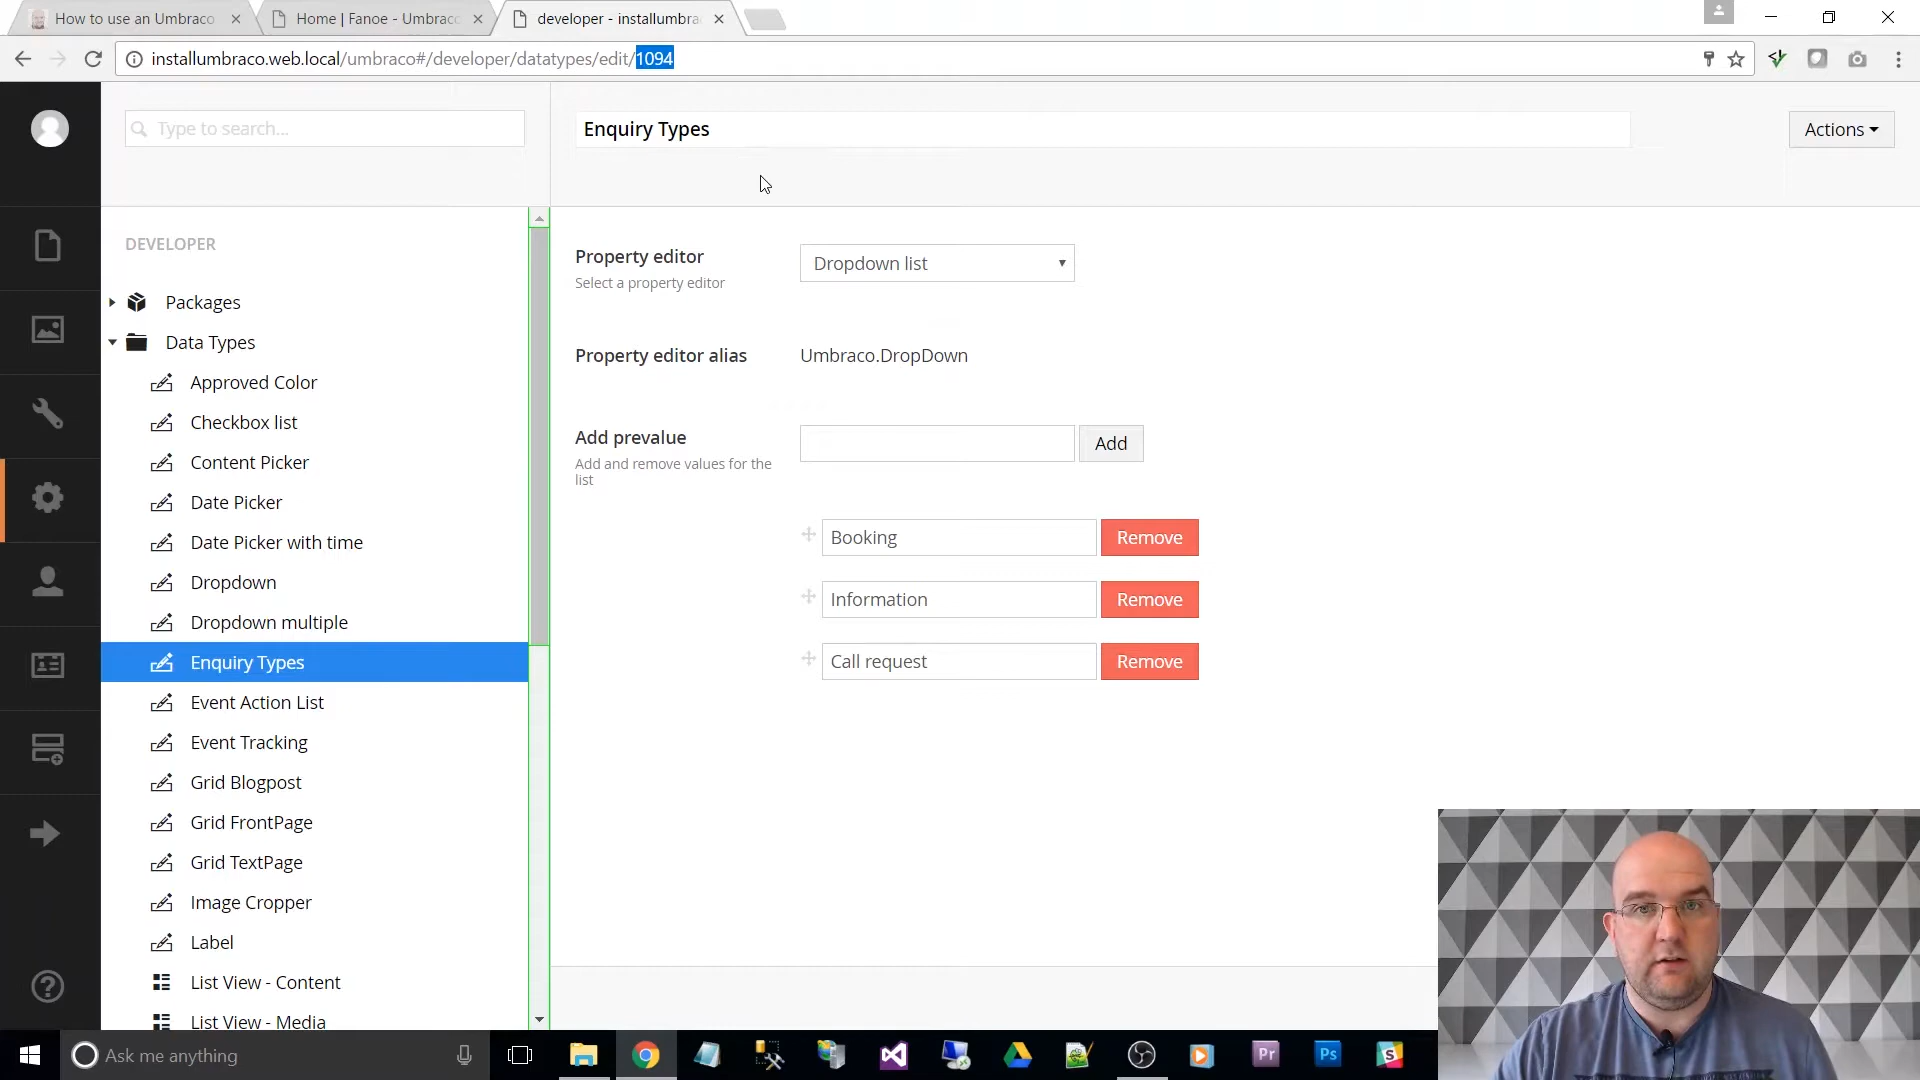 How to use an Umbraco
Home | Fanoe - Umbraco
developer - installumbra
installumbraco.web.local/umbraco#/developer/datatypes/edit/1094
Type to search...
Enquiry Types
Actions
DEVELOPER
Packages
Data Types
Approved Color
Checkbox list
Content Picker
Date Picker
Date Picker with time
Dropdown
Dropdown multiple
Enquiry Types
Event Action List
Event Tracking
Grid Blogpost
Grid FrontPage
Grid TextPage
Image Cropper
Label
List View - Content
List View - Media
Property editor
Select a property editor
Dropdown list
Property editor alias
Umbraco.DropDown
Add prevalue
Add and remove values for the
list
Add
Booking
Remove
Information
Remove
Call request
Remove
Ask me anything
Pr
Ps
S